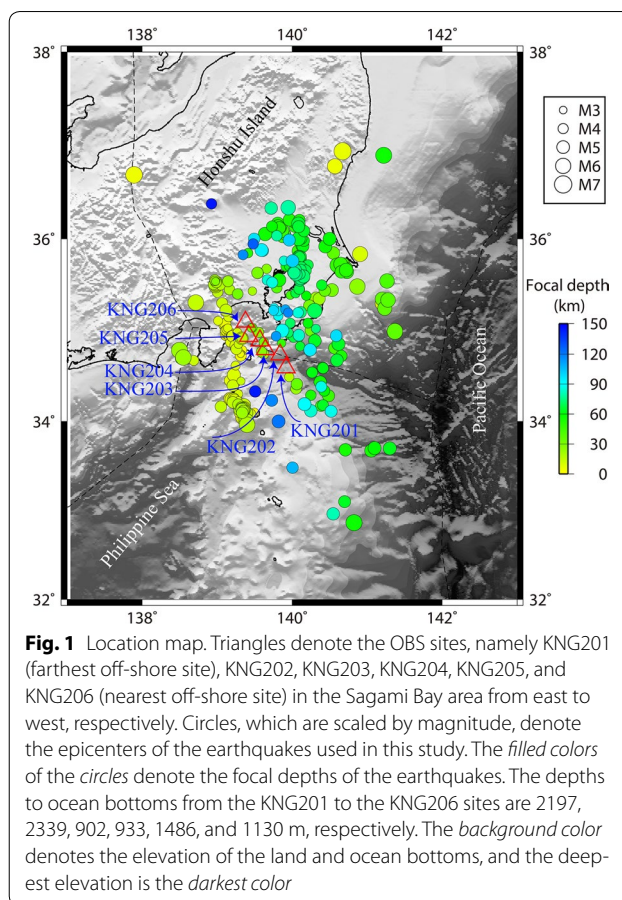 138° 140° 142°
38° 38°
M3
M4
M5
M6
M7
Honshu Island
36° 36°
Focal depth
(km)
150
120
90
60
30
0
KNG206
KNG205
KNG204
KNG203
KNG202
KNG201
Pacific Ocean
34° 34°
Philippine Sea
32° 32°
138° 140° 142°
Fig. 1 Location map. Triangles denote the OBS sites, namely KNG201
(farthest off-shore site), KNG202, KNG203, KNG204, KNG205, and
KNG206 (nearest off-shore site) in the Sagami Bay area from east to
west, respectively. Circles, which are scaled by magnitude, denote
the epicenters of the earthquakes used in this study. The filled colors
of the circles denote the focal depths of the earthquakes. The depths
to ocean bottoms from the KNG201 to the KNG206 sites are 2197,
2339, 902, 933, 1486, and 1130 m, respectively. The background color
denotes the elevation of the land and ocean bottoms, and the deep-
est elevation is the darkest color